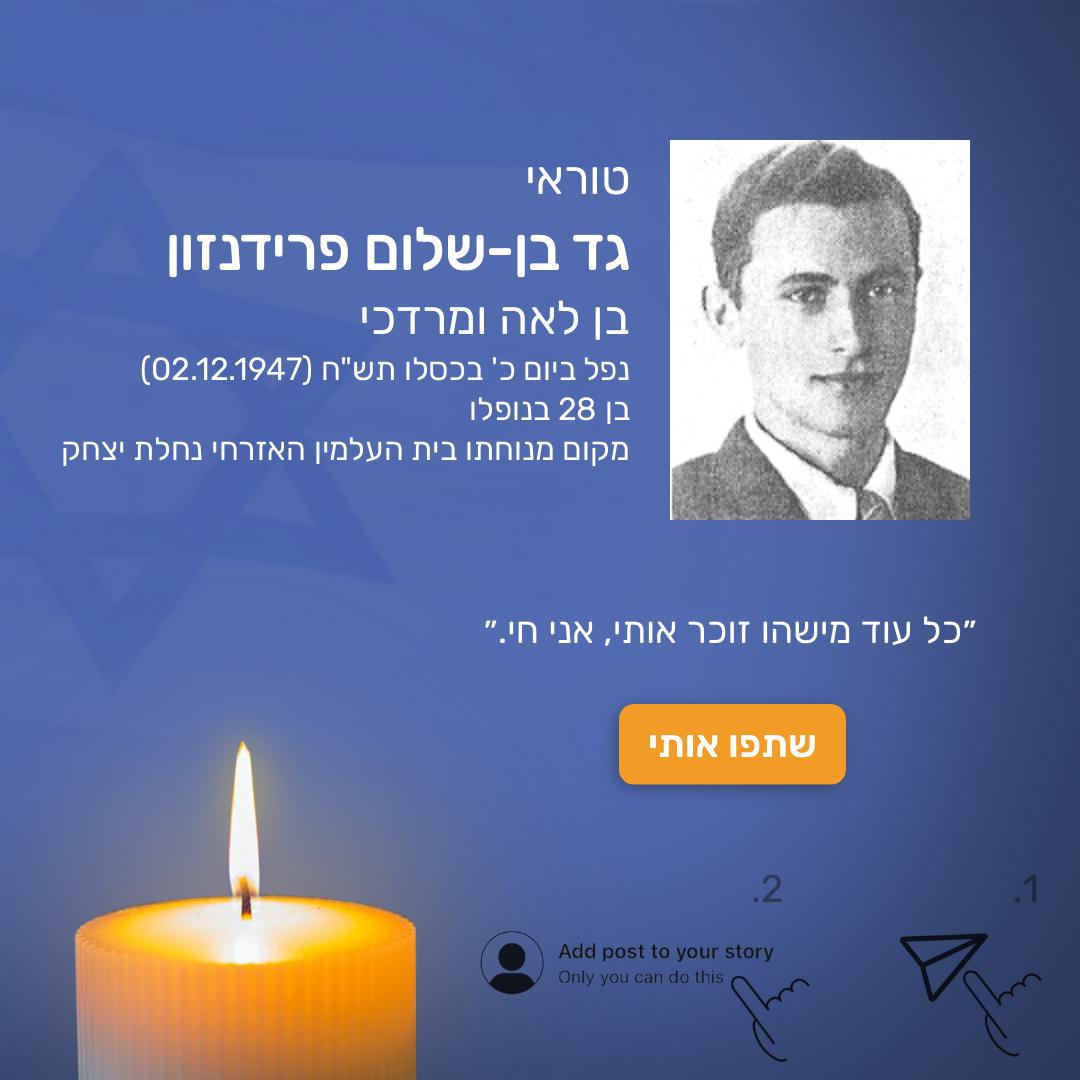 טוראי
גד בן-שלום פרידנזון
בן לאה ומרדכי
נפל ביום כ' בכסלו תש"ח (02.12.1947)
בן 28 בנופלו
מקום מנוחתו בית העלמין האזרחי נחלת יצחק
״כל עוד מישהו זוכר אותי, אני חי.״
שתפו אותי
.1
.2
Add post to your story
Only you can do this